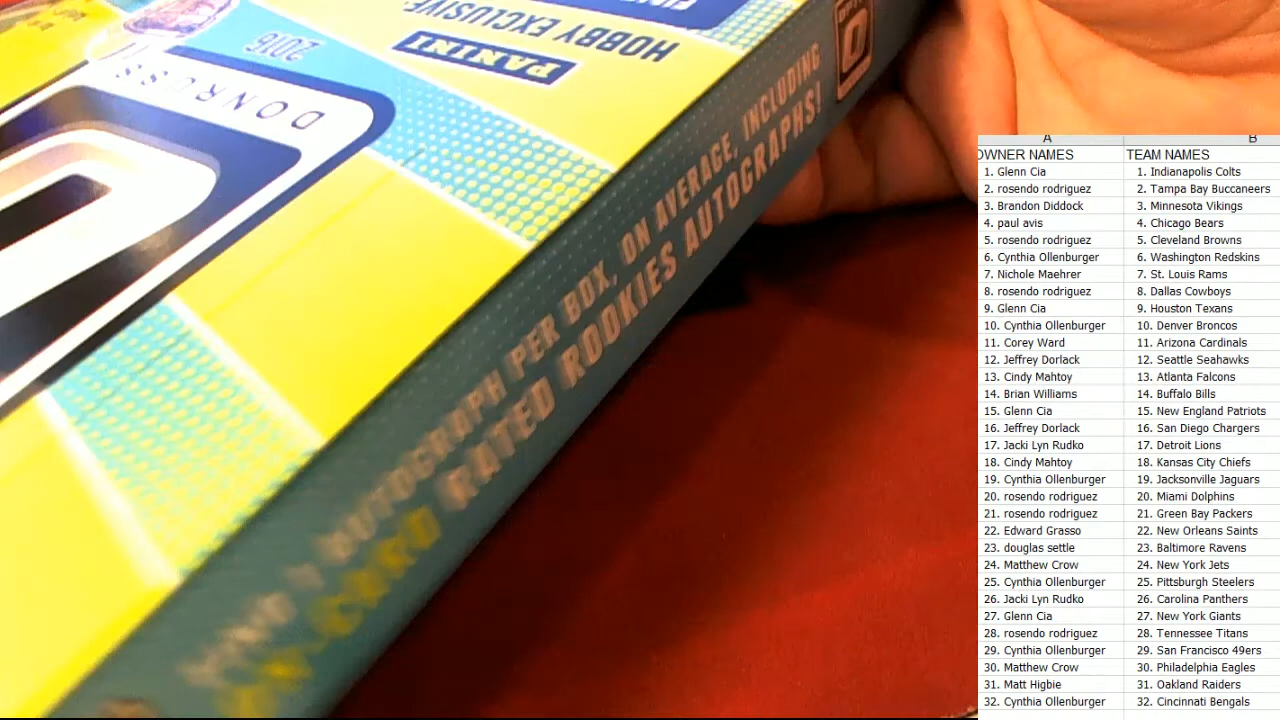 FIND 1 AUTOGRAPH PER BOX, ON AVERAGE, INCLUDING
ON-CARD RATED ROOKIES AUTOGRAPHS!
HOBBY EXCLUSIVE.
PANINI
2016
DONRUSS
A B
OWNER NAMES TEAM NAMES
1. Glenn Cia 1. Indianapolis Colts
2. rosendo rodriguez 2. Tampa Bay Buccaneers
3. Brandon Diddock 3. Minnesota Vikings
4. paul avis 4. Chicago Bears
5. rosendo rodriguez 5. Cleveland Browns
6. Cynthia Ollenburger 6. Washington Redskins
7. Nichole Maehrer 7. St. Louis Rams
8. rosendo rodriguez 8. Dallas Cowboys
9. Glenn Cia 9. Houston Texans
10. Cynthia Ollenburger 10. Denver Broncos
11. Corey Ward 11. Arizona Cardinals
12. Jeffrey Dorlack 12. Seattle Seahawks
13. Cindy Mahtoy 13. Atlanta Falcons
14. Brian Williams 14. Buffalo Bills
15. Glenn Cia 15. New England Patriots
16. Jeffrey Dorlack 16. San Diego Chargers
17. Jacki Lyn Rudko 17. Detroit Lions
18. Cindy Mahtoy 18. Kansas City Chiefs
19. Cynthia Ollenburger 19. Jacksonville Jaguars
20. rosendo rodriguez 20. Miami Dolphins
21. rosendo rodriguez 21. Green Bay Packers
22. Edward Grasso 22. New Orleans Saints
23. douglas settle 23. Baltimore Ravens
24. Matthew Crow 24. New York Jets
25. Cynthia Ollenburger 25. Pittsburgh Steelers
26. Jacki Lyn Rudko 26. Carolina Panthers
27. Glenn Cia 27. New York Giants
28. rosendo rodriguez 28. Tennessee Titans
29. Cynthia Ollenburger 29. San Francisco 49ers
30. Matthew Crow 30. Philadelphia Eagles
31. Matt Higbie 31. Oakland Raiders
32. Cynthia Ollenburger 32. Cincinnati Bengals